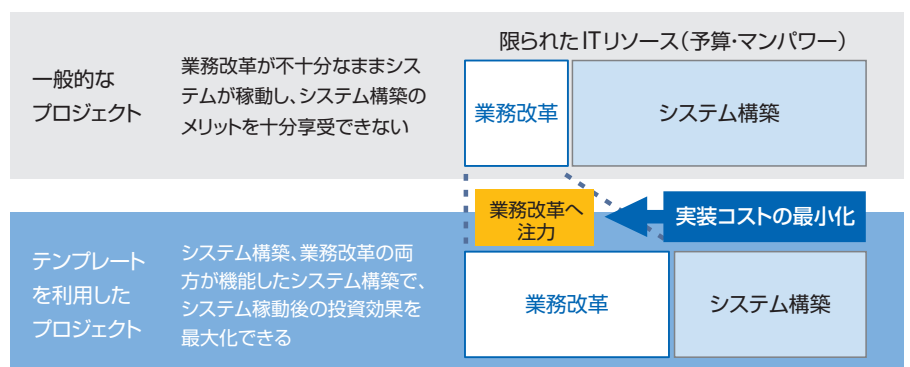 限られたITリソース（予算・マンパワー）
一般的な
プロジェクト
業務改革が不十分なままシス
テムが稼動し、システム構築の
メリットを十分享受できない
業務改革
システム構築
業務改革へ
注力
実装コストの最小化
テンプレート
を利用した
プロジェクト
システム構築、業務改革の両
方が機能したシステム構築で、
システム稼動後の投資効果を
最大化できる
業務改革
システム構築